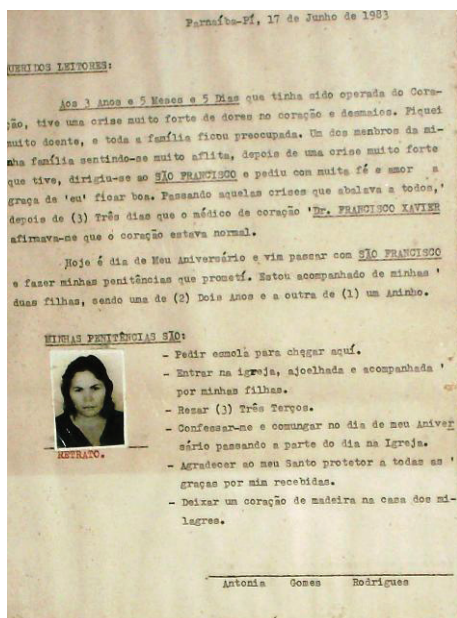 Parnaíba-Pí, 17 de Junho de 1983
QUERIDOS LEITORES:
Aos 3 Anos e 5 Meses e 5 Dias que tinha sido operada do Cora-
ção, tive uma crise muito forte de dores no coração e desmaios. Fiquei
muito doente, e toda a família ficou preocupada. Um dos menbros da mi-
nha família sentindo-se muito aflita, depois de uma crise muito forte
que tive, dirigiu-se ao SÃO FRANCISCO e pediu com muita fé e amor a
graça de 'eu' ficar boa. Passando aquelas crises que abalava a todos,'
depois de (3) Três dias que o médico de coração 'Dr. FRANCISCO XAVIER
afirmava-me que o coração estava normal.
Hoje é dia de Meu Aniversário e vim passar com SÃO FRANCISCO
e fazer minhas penitências que prometí. Estou acompanhado de minhas '
duas filhas, sendo uma de (2) Dois Anos e a outra de (1) um Aninho.
MINHAS PENITÊNCIAS SÃO:
- Pedir esmola para chegar aquí.
- Entrar na igreja, ajoelhada e acompanhada '
por minhas filhas.
- Rezar (3) Três Terços.
- Confessar-me e comungar no dia de meu Aniver
sário passando a parte do dia na Igreja.
- Agradecer ao meu Santo protetor a todas as '
graças por mim recebidas.
- Deixar um coração de madeira na casa dos mi-
lagres.
RETRATO.
Antonia Gomes Rodrigues